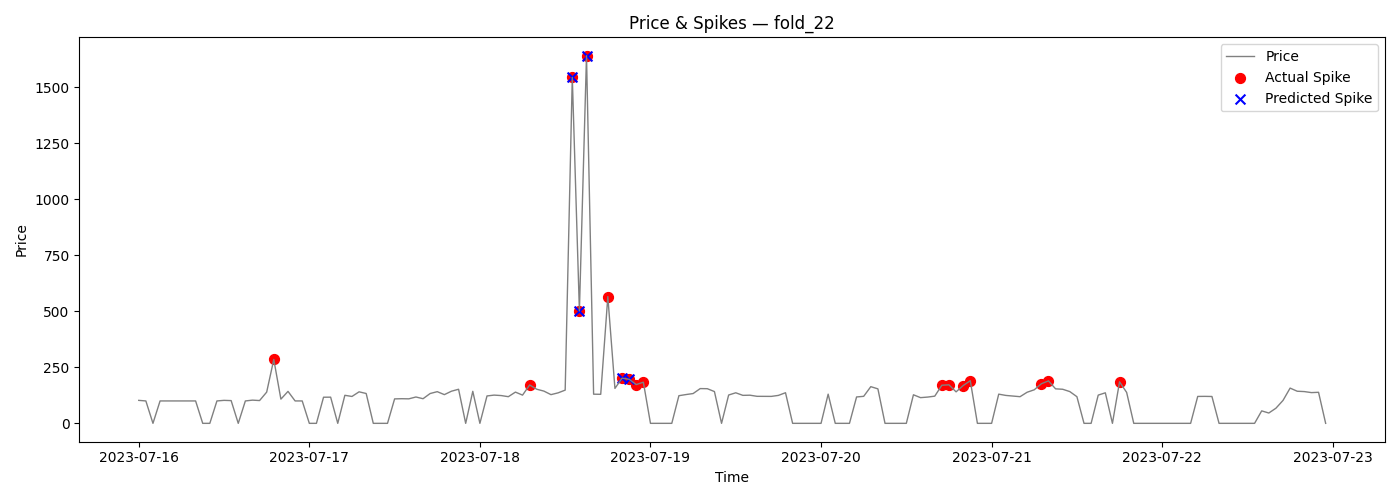 Price & Spikes — fold_22
Price
Actual Spike
Predicted Spike
1500
1250
1000
750
500
250
0
Price
2023-07-16
2023-07-17
2023-07-18
2023-07-19
2023-07-20
2023-07-21
2023-07-22
2023-07-23
Time